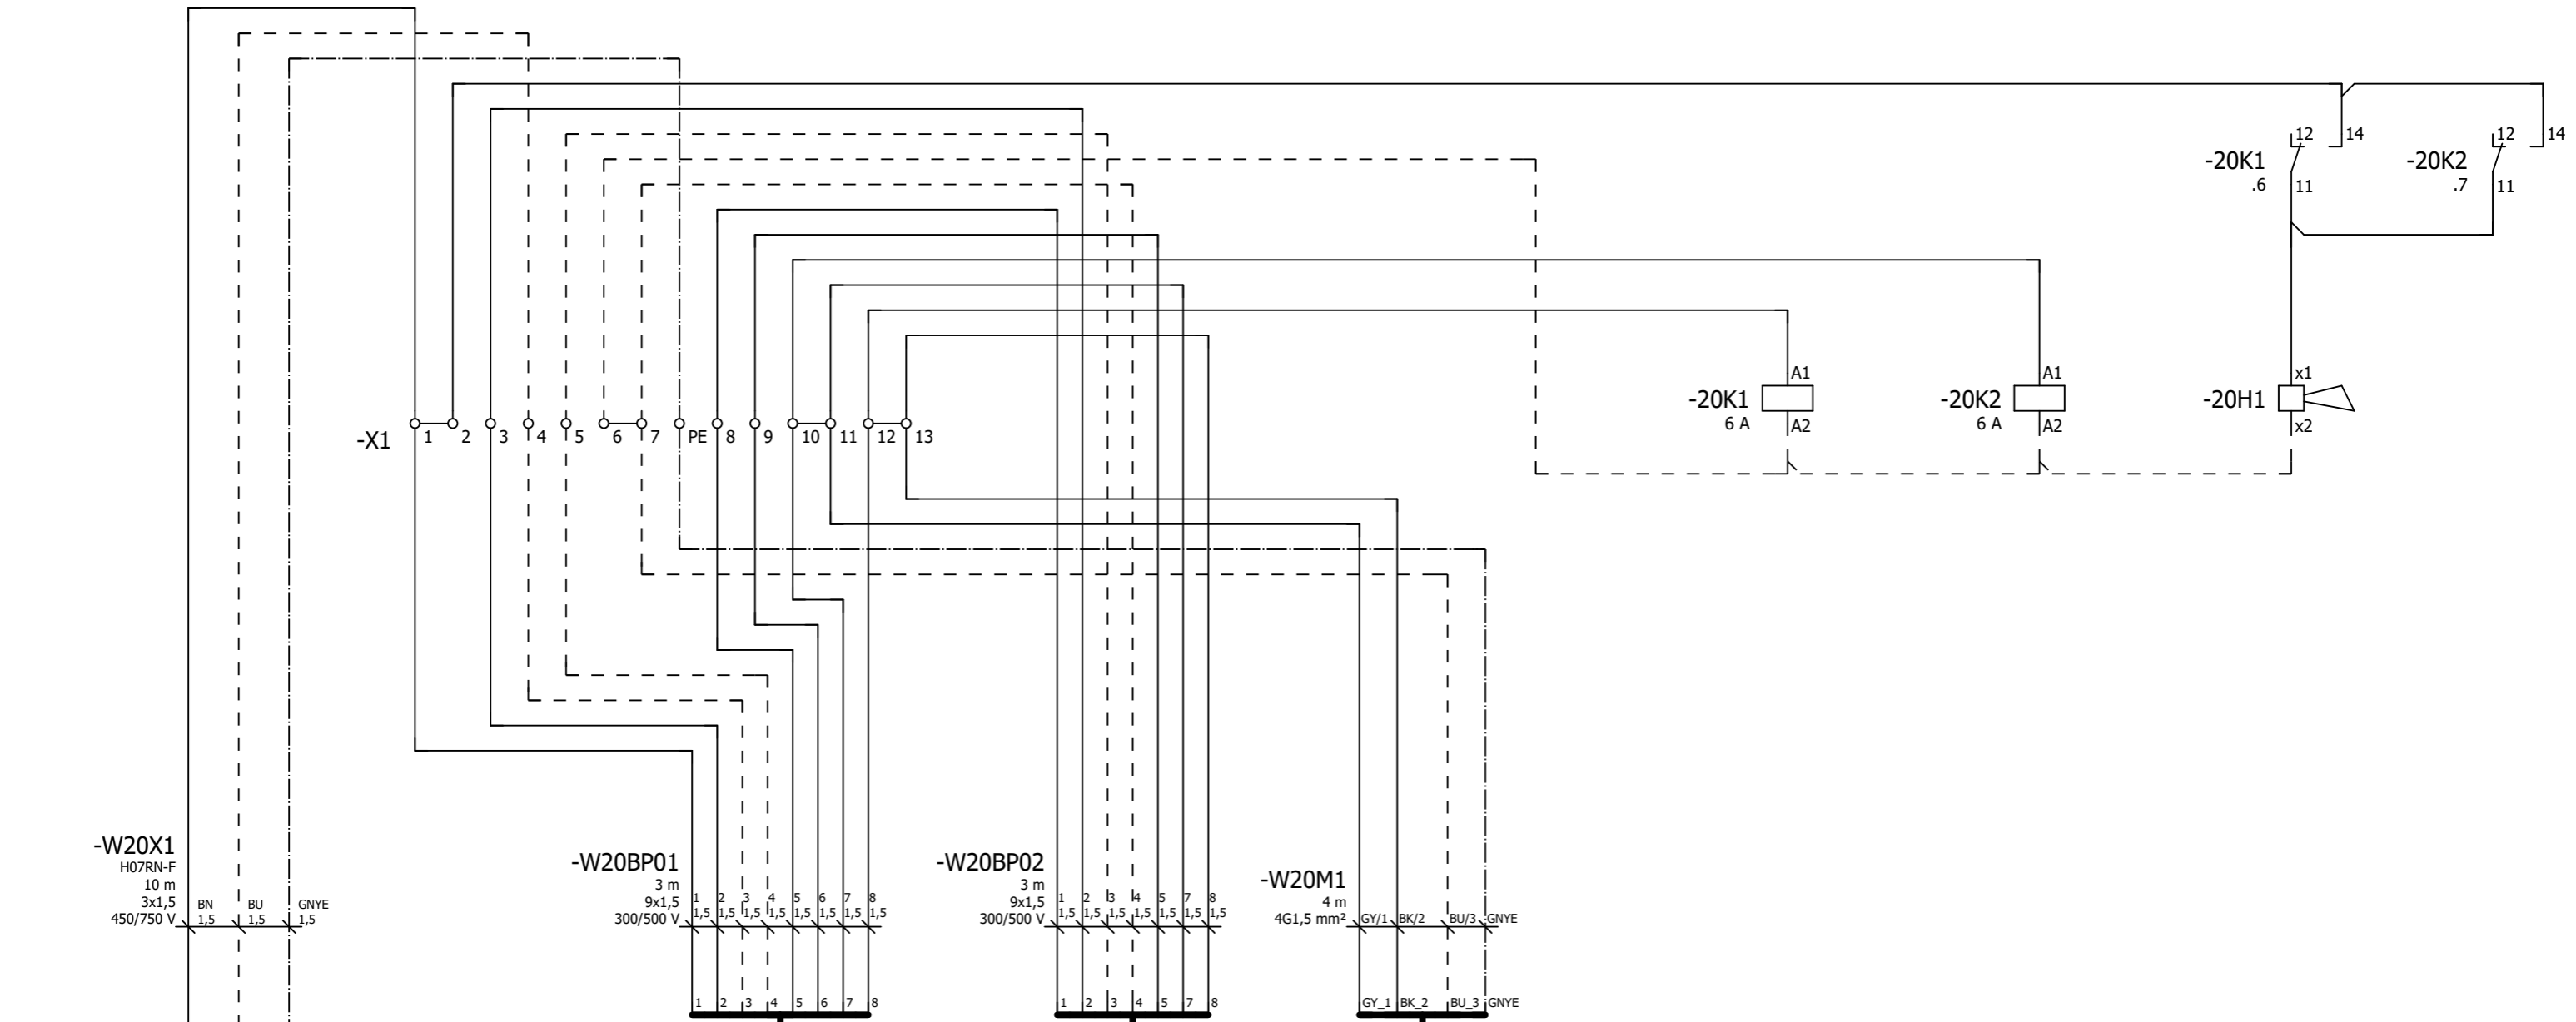 12
14
12
14
-20K1
.6
11
-20K2
.7
11
-X1
1
2
3
4
5
6
7
PE
8
9
10
11
12
13
-20K1
6 A
A1
A2
-20K2
6 A
A1
A2
-20H1
x1
x2
-W20X1
H07RN-F
10 m
3x1,5
450/750 V
BN
1,5
BU
1,5
GNYE
1,5
-W20BP01
3 m
9x1,5
300/500 V
1 2 3 4 5 6 7 8
1,5 1,5 1,5 1,5 1,5 1,5 1,5 1,5
1 2 3 4 5 6 7 8
-W20BP02
3 m
9x1,5
300/500 V
1 2 3 4 5 6 7 8
1,5 1,5 1,5 1,5 1,5 1,5 1,5
1 2 3 4 5 6 7 8
-W20M1
4 m
4G1,5 mm²
GY/1 BK/2 BU/3 GNYE
GY_1 BK_2 BU_3 GNYE